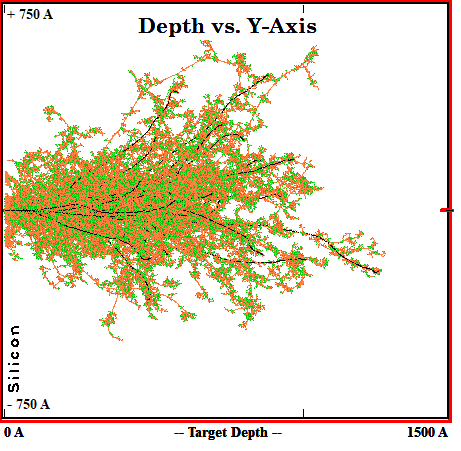 + 750 A
Depth vs. Y-Axis
Silicon
- 750 A
0 A
-- Target Depth --
1500 A